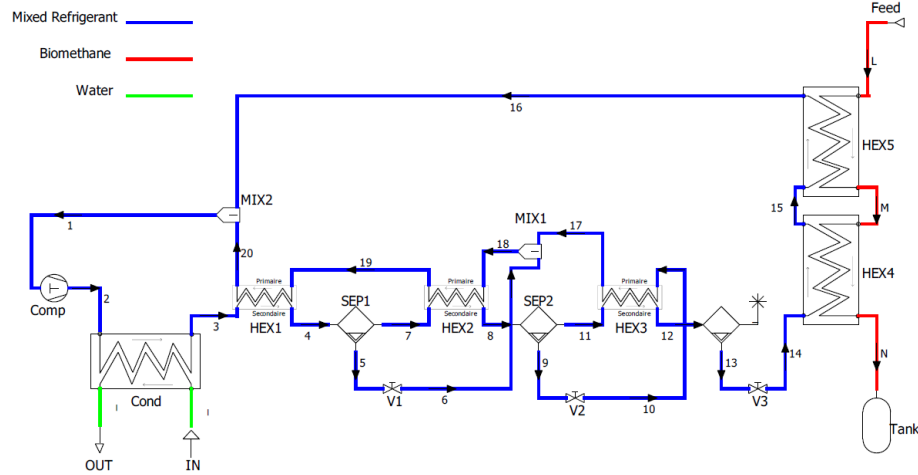 Mixed Refrigerant
Biomethane
Water
Feed
L
16
HEX5
MIX2
1
15
M
MIX1
17
18
20
19
HEX4
Primaire
Primaire
Primaire
Comp
2
3
SEP1
SEP2
Secondaire
Secondaire
Secondaire
HEX1
4
7
HEX2
8
11
HEX3
12
5
9
13
14
N
V1
6
V2
10
V3
Cond
I
I
OUT
IN
Tank